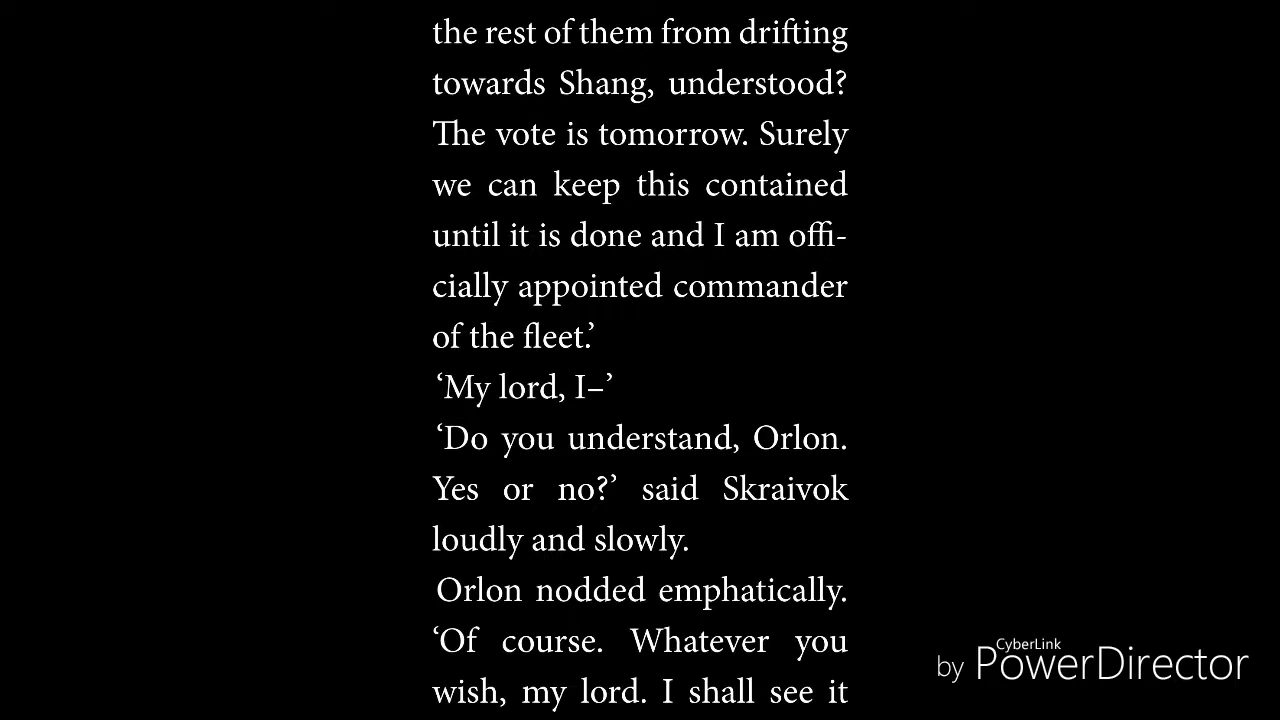 the rest of them from drifting
towards Shang, understood?
The vote is tomorrow. Surely
we can keep this contained
until it is done and I am offi-
cially appointed commander
of the fleet.’
‘My lord, I–’
‘Do you understand, Orlon.
Yes or no?’ said Skraivok
loudly and slowly.
Orlon nodded emphatically.
‘Of course. Whatever you
wish, my lord. I shall see it
CyberLink
by PowerDirector